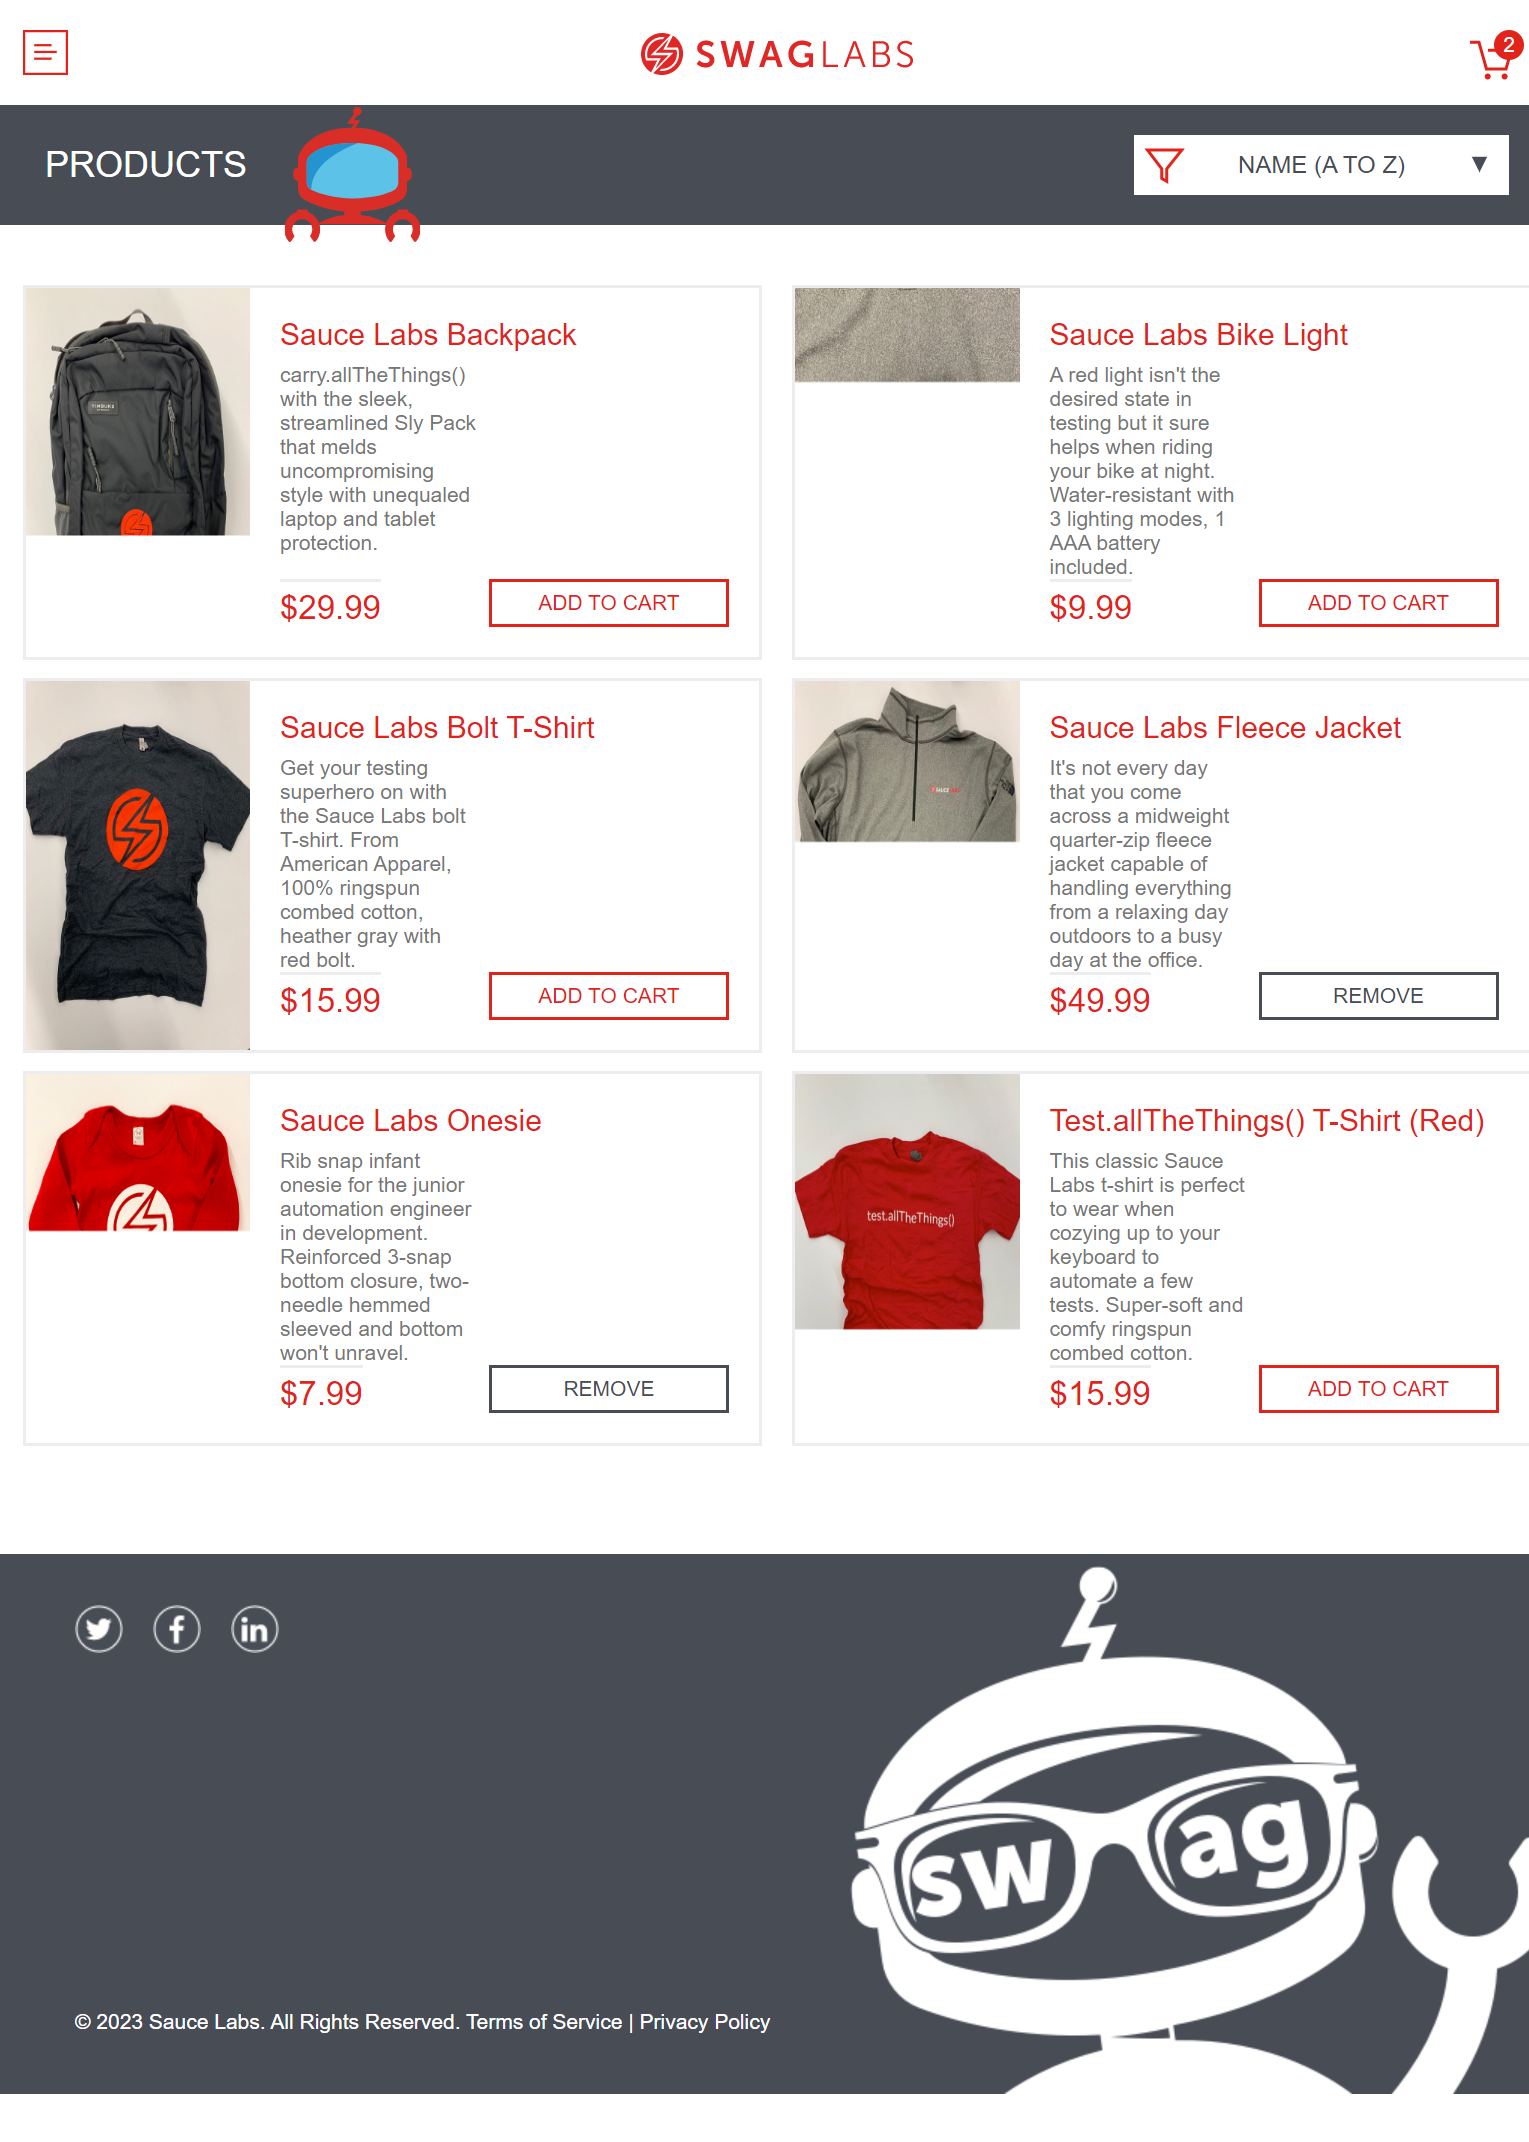 SWAGLABS
2
PRODUCTS
NAME (A TO Z)
Sauce Labs Backpack
carry.allTheThings()
with the sleek,
streamlined Sly Pack
that melds
uncompromising
style with unequaled
laptop and tablet
protection.
$29.99
ADD TO CART
Sauce Labs Bike Light
A red light isn't the
desired state in
testing but it sure
helps when riding
your bike at night.
Water-resistant with
3 lighting modes, 1
AAA battery
included.
$9.99
ADD TO CART
Sauce Labs Bolt T-Shirt
Get your testing
superhero on with
the Sauce Labs bolt
T-shirt. From
American Apparel,
100% ringspun
combed cotton,
heather gray with
red bolt.
$15.99
ADD TO CART
Sauce Labs Fleece Jacket
It's not every day
that you come
across a midweight
quarter-zip fleece
jacket capable of
handling everything
from a relaxing day
outdoors to a busy
day at the office.
$49.99
REMOVE
Sauce Labs Onesie
Rib snap infant
onesie for the junior
automation engineer
in development.
Reinforced 3-snap
bottom closure, two-
needle hemmed
sleeved and bottom
won't unravel.
$7.99
REMOVE
test.allTheThings()
Test.allTheThings() T-Shirt (Red)
This classic Sauce
Labs t-shirt is perfect
to wear when
cozying up to your
keyboard to
automate a few
tests. Super-soft and
comfy ringspun
combed cotton.
$15.99
ADD TO CART
sw ag
© 2023 Sauce Labs. All Rights Reserved. Terms of Service | Privacy Policy